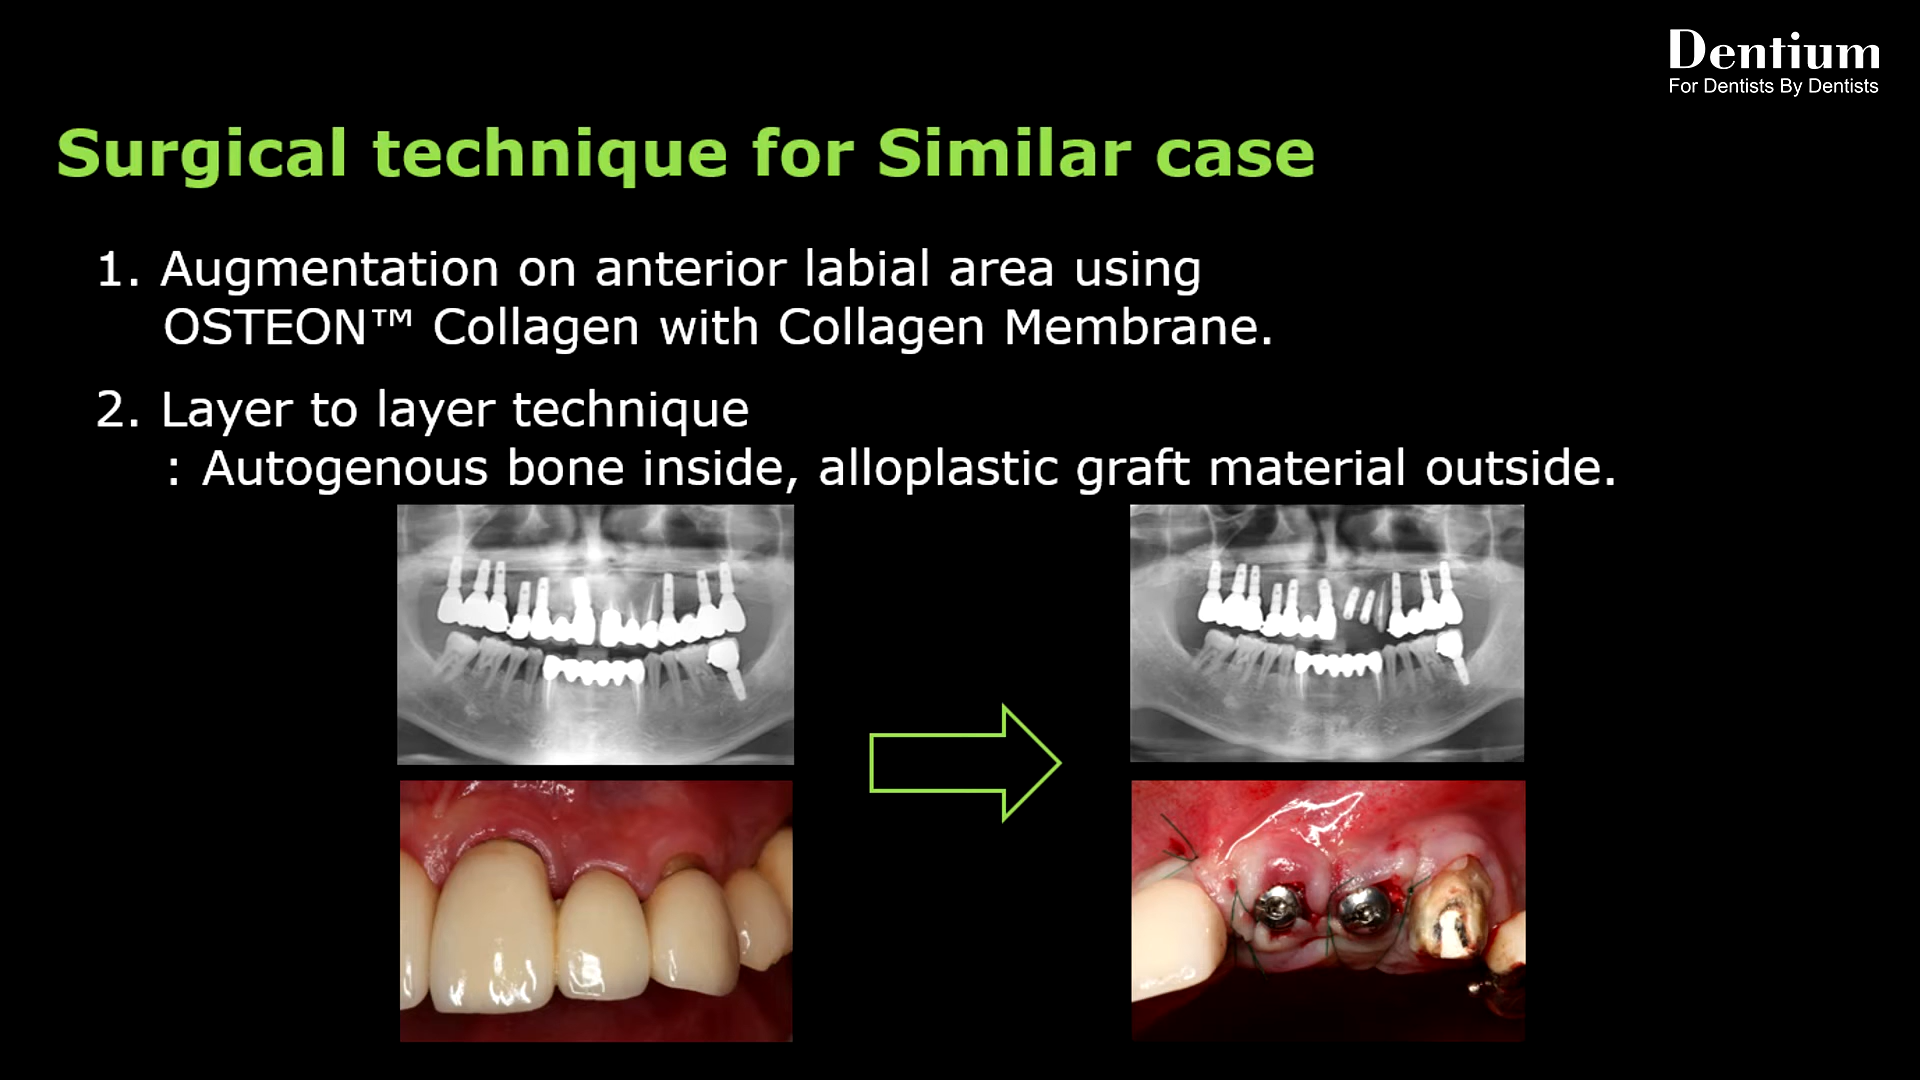 Dentium
For Dentists By Dentists
Surgical technique for Similar case
1. Augmentation on anterior labial area using
OSTEON™ Collagen with Collagen Membrane.
2. Layer to layer technique
: Autogenous bone inside, alloplastic graft material outside.